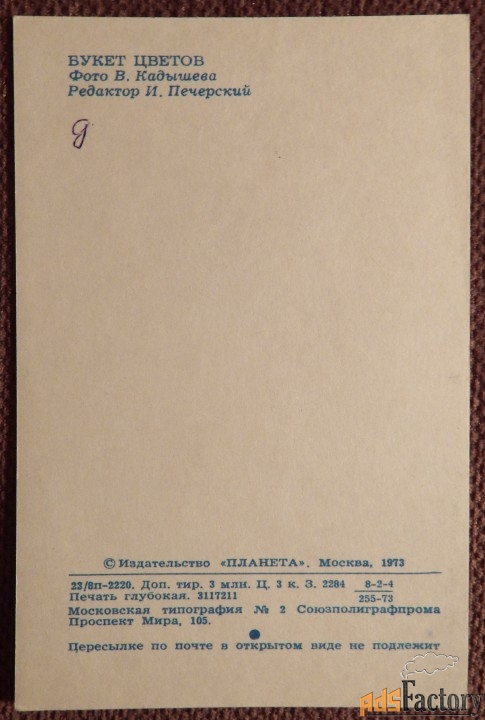 БУКЕТ ЦВЕТОВ
Фото В. Кадышева
Редактор И. Печерский
д
© Издательство «ПЛАНЕТА». Москва, 1973
23/8п-2220. Доп. тир. 3 млн. Ц. 3 к. З. 2284 8-2-4
Печать глубокая. 3117211 255-73
Московская типография № 2 Союзполиграфпрома
Проспект Мира, 105.
Пересылке по почте в открытом виде не подлежит
adsFactory